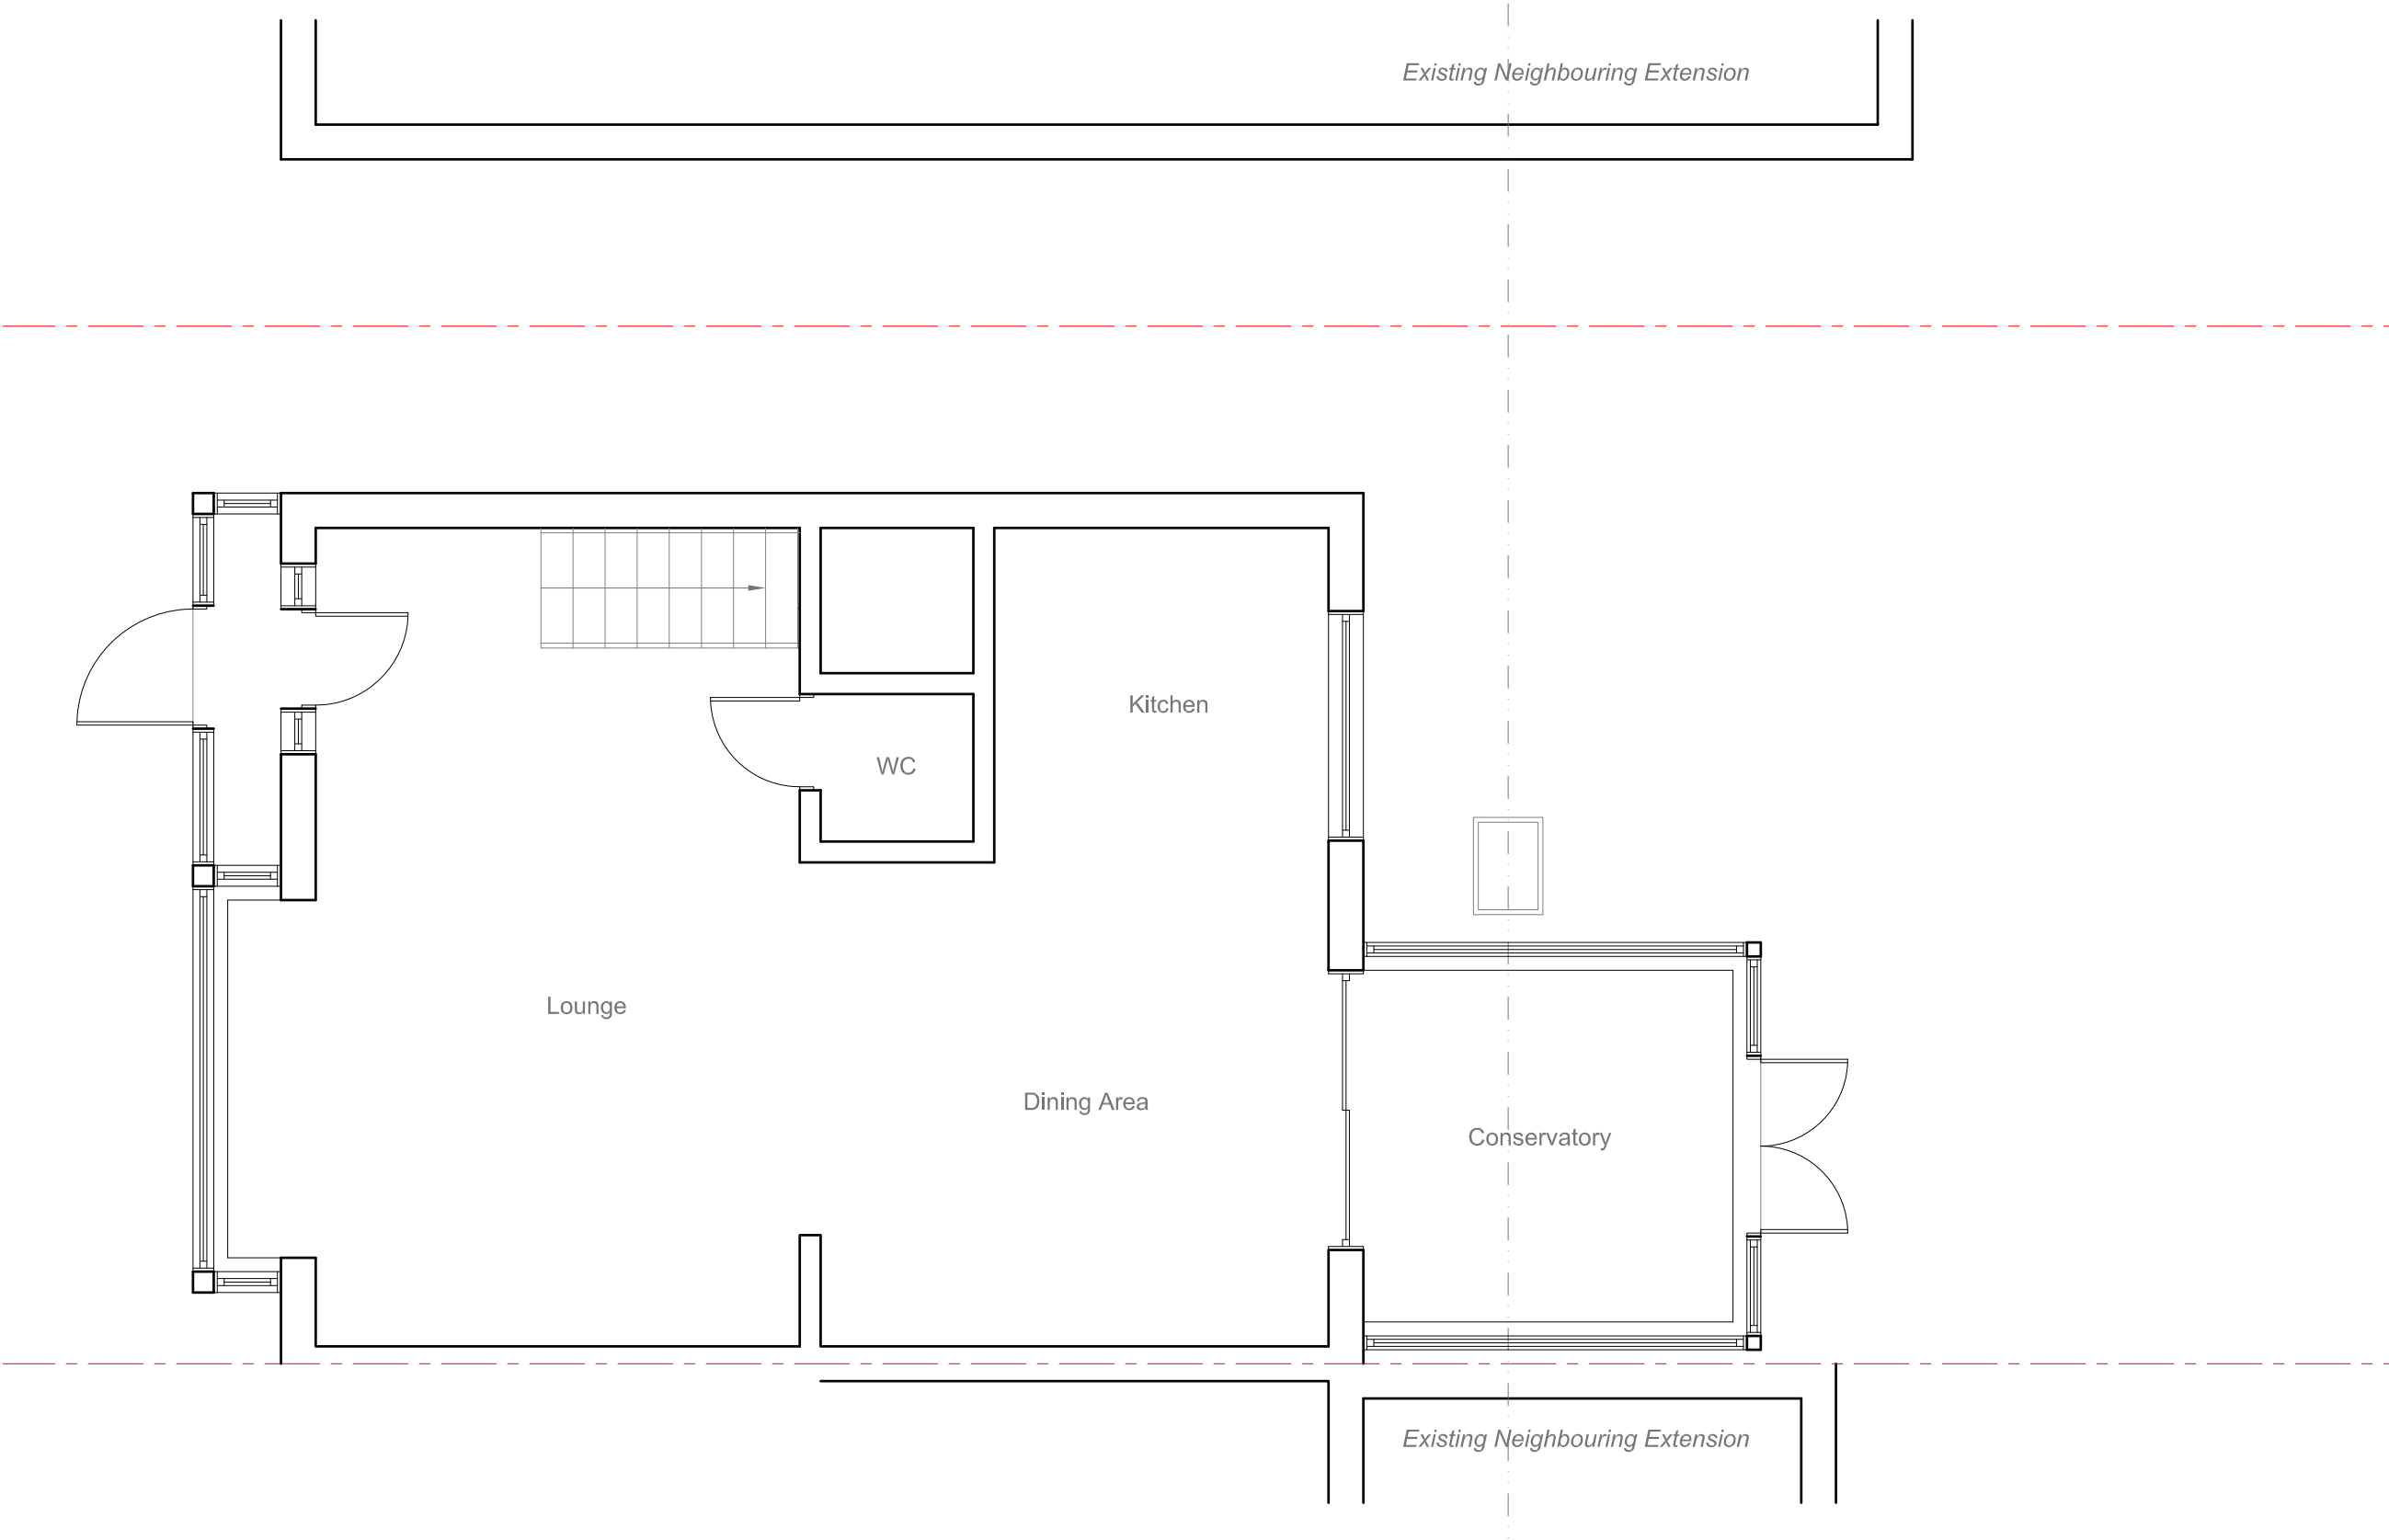 Existing Neighbouring Extension
Kitchen
WC
Lounge
Dining Area
Conservatory
Existing Neighbouring Extension